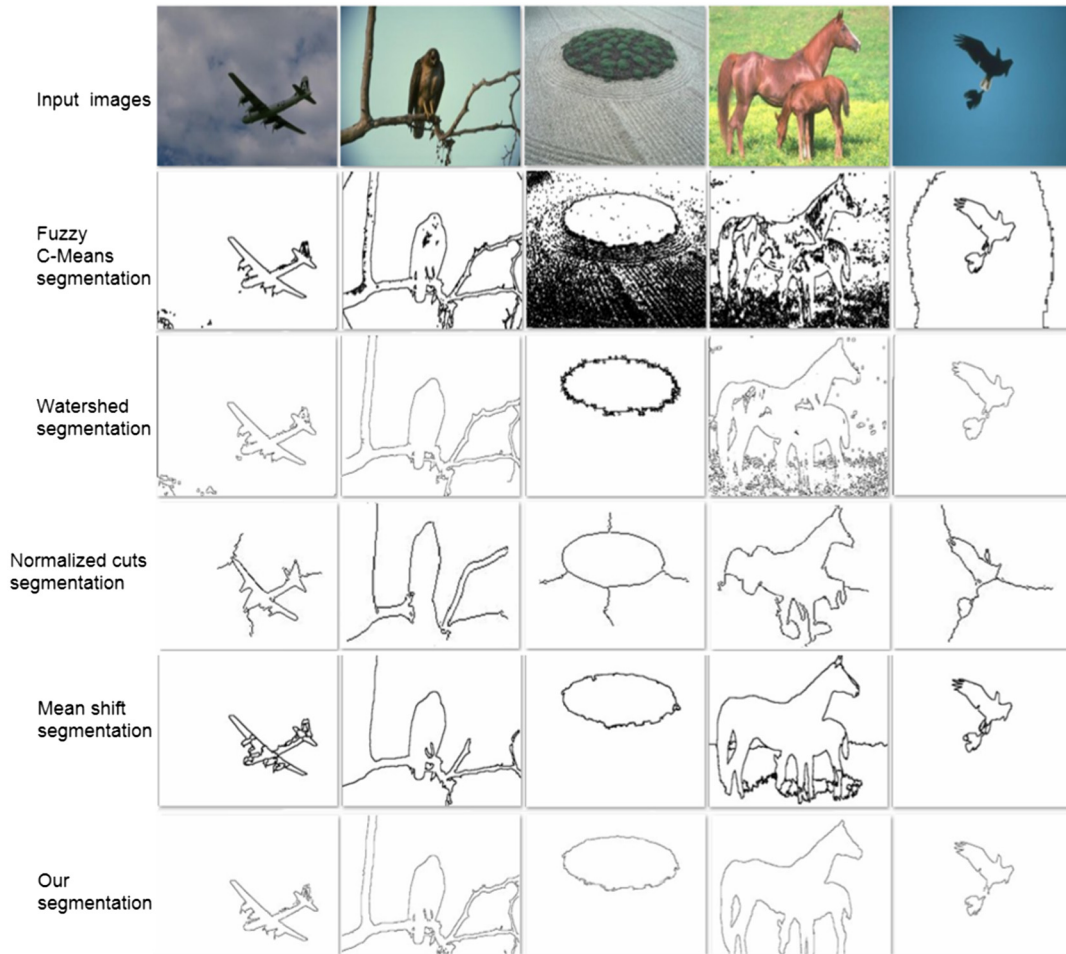 Input images
Fuzzy
C-Means
segmentation
Watershed
segmentation
Normalized cuts
segmentation
Mean shift
segmentation
Our
segmentation